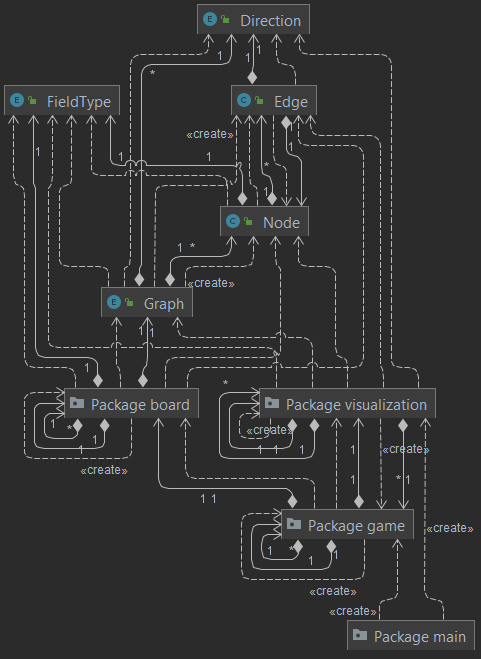 E Direction
* 1 1
E FieldType
C Edge
«create»
1 1 * 1 1
C Node
1 *
«create»
E Graph
1 1 1
Package board
Package visualization
*
1 * 1
1 1
«create»
«create»
«create»
1 * 1
1 1
Package game
«create»
1 * 1 1
«create»
«create»
Package main